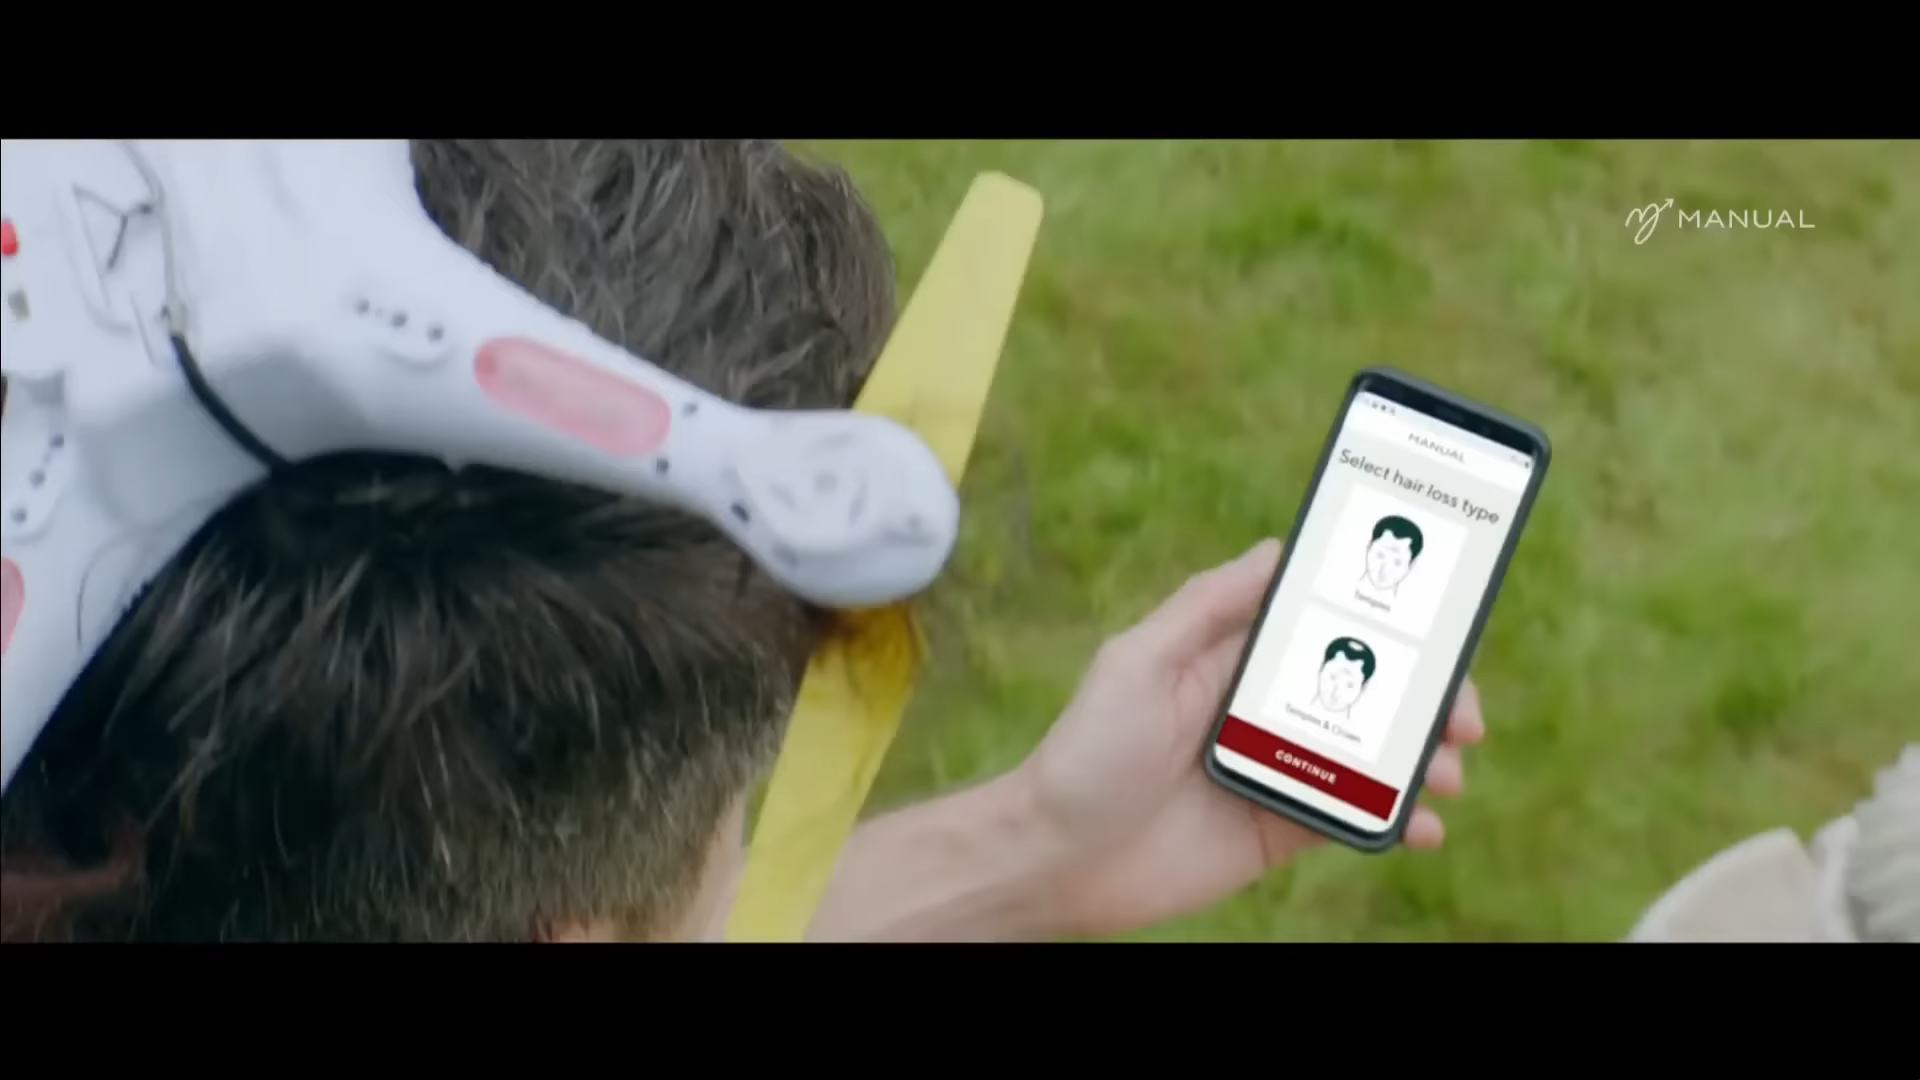 MANUAL
MANUAL
Select hair loss type
Temples
Temples & Crown
CONTINUE